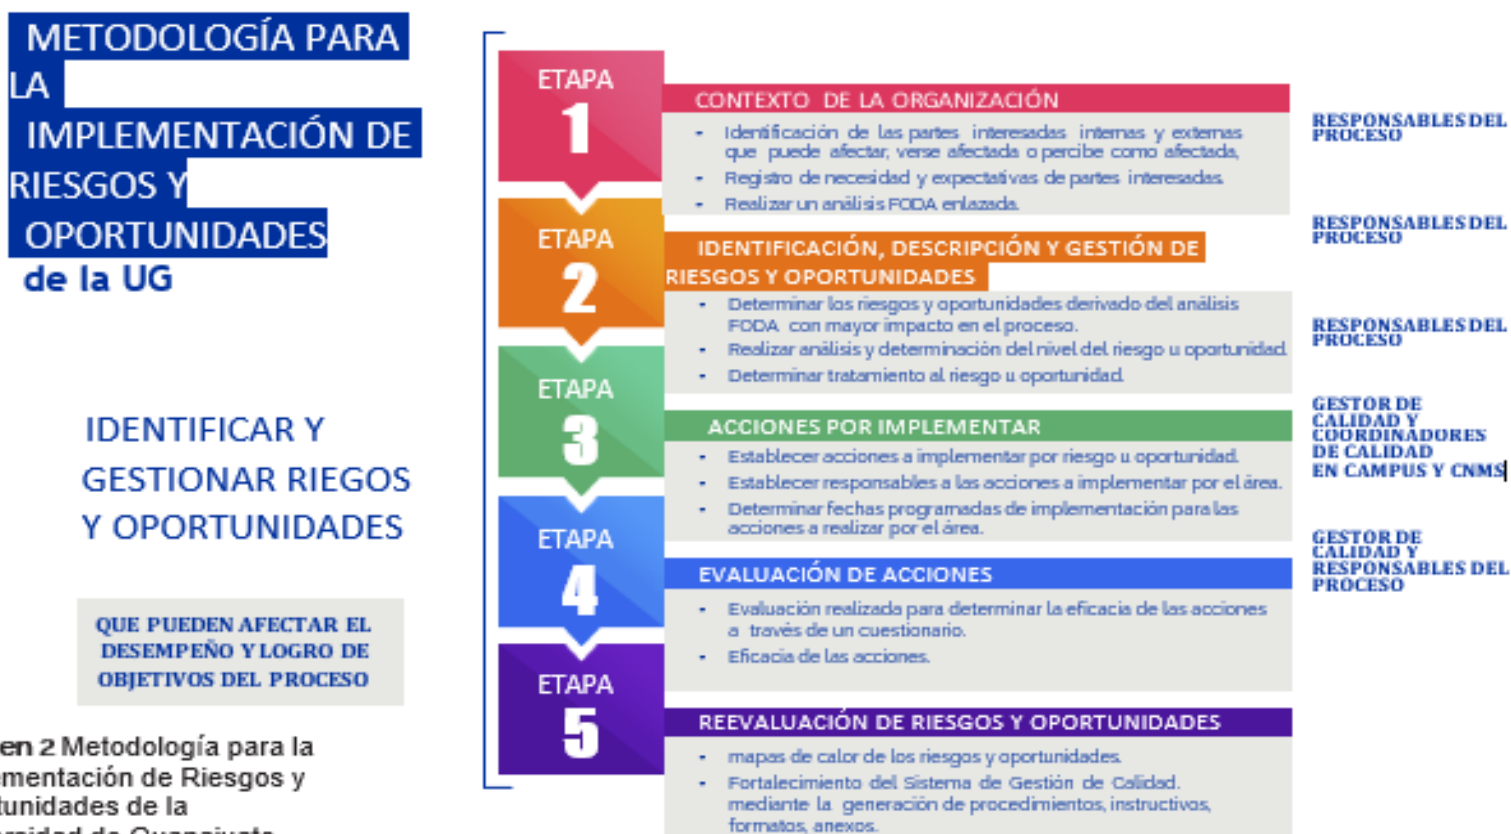 METODOLOGÍA PARA
LA
IMPLEMENTACIÓN DE
RIESGOS Y
OPORTUNIDADES
de la UG
IDENTIFICAR Y
GESTIONAR RIEGOS
Y OPORTUNIDADES
QUE PUEDEN AFECTAR EL
DESEMPEÑO Y LOGRO DE
OBJETIVOS DEL PROCESO
en 2 Metodología para la
ementación de Riesgos y
tunidades de la
ETAPA
1
CONTEXTO DE LA ORGANIZACIÓN
- Identificación de las partes interesadas internas y externas
que puede afectar, verse afectada o percibe como afectada,
- Registro de necesidad y expectativas de partes interesadas.
- Realizar un análisis FODA enlazada.
ETAPA
2
IDENTIFICACIÓN, DESCRIPCIÓN Y GESTIÓN DE
RIESGOS Y OPORTUNIDADES
- Determinar los riesgos y oportunidades derivado del análisis
FODA con mayor impacto en el proceso.
- Realizar análisis y determinación del nivel del riesgo u oportunidad.
- Determinar tratamiento al riesgo u oportunidad.
ETAPA
3
ACCIONES POR IMPLEMENTAR
- Establecer acciones a implementar por riesgo u oportunidad.
- Establecer responsables a las acciones a implementar por el área.
- Determinar fechas programadas de implementación para las
acciones a realizar por el área.
ETAPA
4
EVALUACIÓN DE ACCIONES
- Evaluación realizada para determinar la eficacia de las acciones
a través de un cuestionario.
- Eficacia de las acciones.
ETAPA
5
REEVALUACIÓN DE RIESGOS Y OPORTUNIDADES
- mapas de calor de los riesgos y oportunidades.
- Fortalecimiento del Sistema de Gestión de Calidad.
mediante la generación de procedimientos, instructivos,
formatos, anexos.
RESPONSABLES DEL
PROCESO
RESPONSABLES DEL
PROCESO
RESPONSABLES DEL
PROCESO
GESTOR DE
CALIDAD Y
COORDINADORES
DE CALIDAD
EN CAMPUS Y CNMS
GESTOR DE
CALIDAD Y
RESPONSABLES DEL
PROCESO